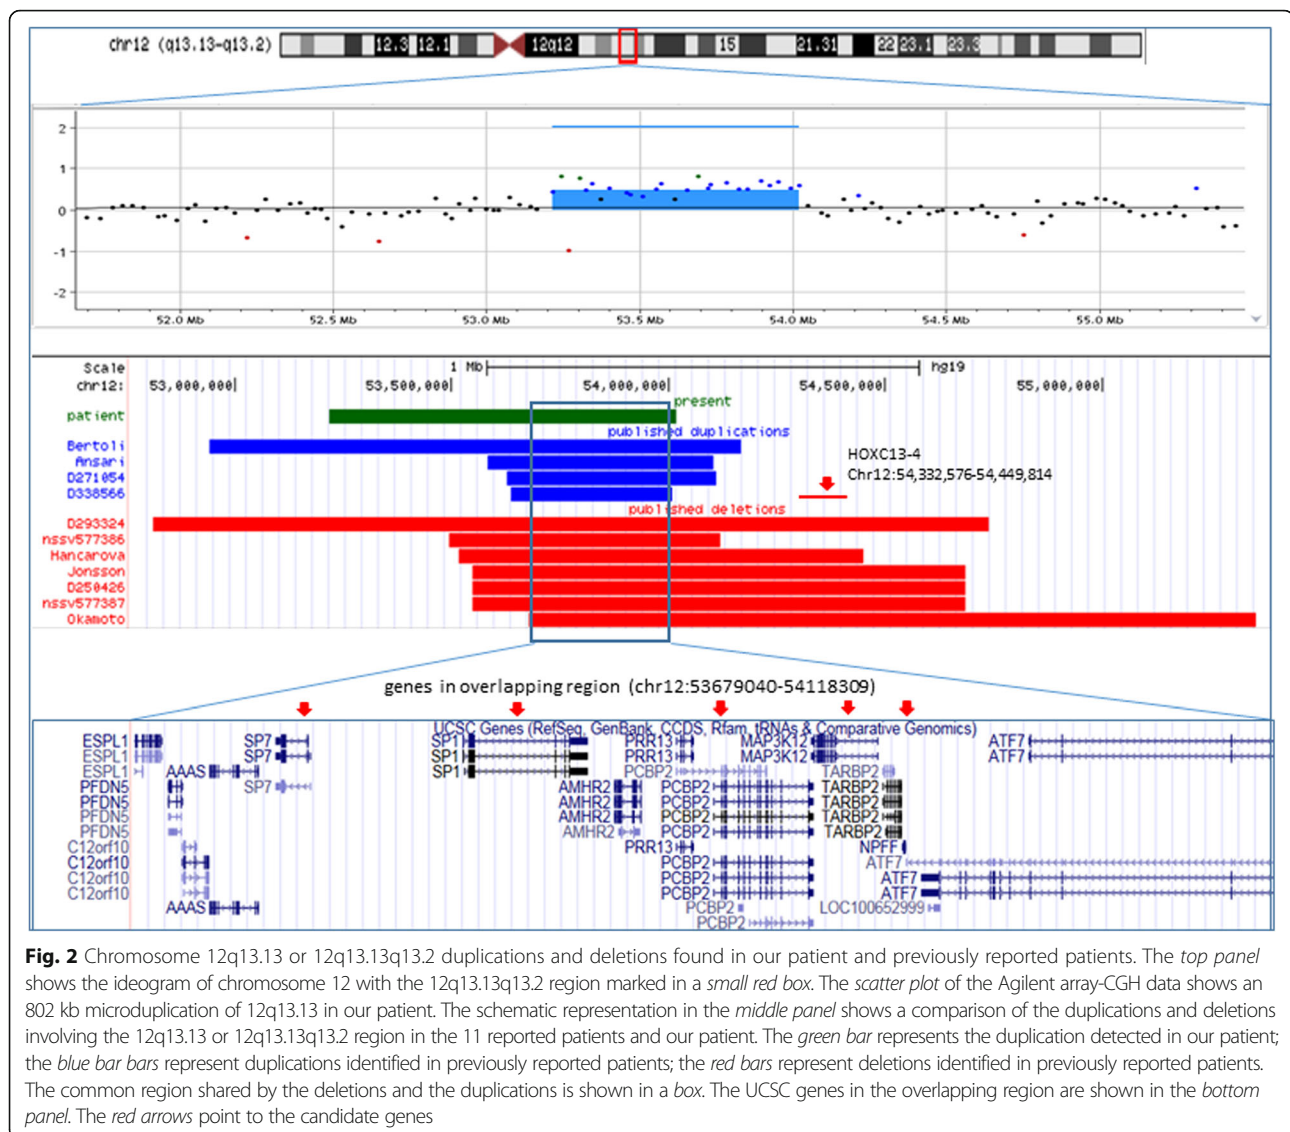 chr12 (q13.13-q13.2) 12.3 12.1 12q12 15 21.31 22 23.1 23.3
2
1
0
-1
-2
52.0 Mb 52.5 Mb 53.0 Mb 53.5 Mb 54.0 Mb 54.5 Mb 55.0 Mb
Scale 1 Mb hg19
chr12: 53,000,000 53,500,000 54,000,000 54,500,000 55,000,000
present
patient
published duplications
Bertoli
Ansari
D271054
D338566
HOXC13-4
Chr12:54,332,576-54,449,814
published deletions
D293324
nssv577386
Hancarova
Jonsson
D250426
nssv577387
Okamoto
genes in overlapping region (chr12:53679040-54118309)
UCSC Genes (RefSeq, GenBank, CCDS, Rfam, tRNAs & Comparative Genomics)
ESPL1 SP7 SP1 PRR13 MAP3K12 ATF7
ESPL1 SP7 SP1 PRR13 MAP3K12 ATF7
ESPL1 AAAS SP1 PCBP2 TARBP2
PFDN5 SP7 AMHR2 PCBP2 TARBP2
PFDN5 AMHR2 PCBP2 TARBP2
PFDN5 AMHR2 PCBP2 TARBP2
PFDN5 AMHR2 PCBP2 TARBP2
C12orf10 PRR13 NPFF
C12orf10 PCBP2 ATF7
C12orf10 PCBP2 ATF7
C12orf10 PCBP2 ATF7
AAAS PCBP2 LOC100652999
PCBP2
Fig. 2 Chromosome 12q13.13 or 12q13.13q13.2 duplications and deletions found in our patient and previously reported patients. The top panel
shows the ideogram of chromosome 12 with the 12q13.13q13.2 region marked in a small red box. The scatter plot of the Agilent array-CGH data shows an
802 kb microduplication of 12q13.13 in our patient. The schematic representation in the middle panel shows a comparison of the duplications and deletions
involving the 12q13.13 or 12q13.13q13.2 region in the 11 reported patients and our patient. The green bar represents the duplication detected in our patient;
the blue bar bars represent duplications identified in previously reported patients; the red bars represent deletions identified in previously reported patients.
The common region shared by the deletions and the duplications is shown in a box. The UCSC genes in the overlapping region are shown in the bottom
panel. The red arrows point to the candidate genes